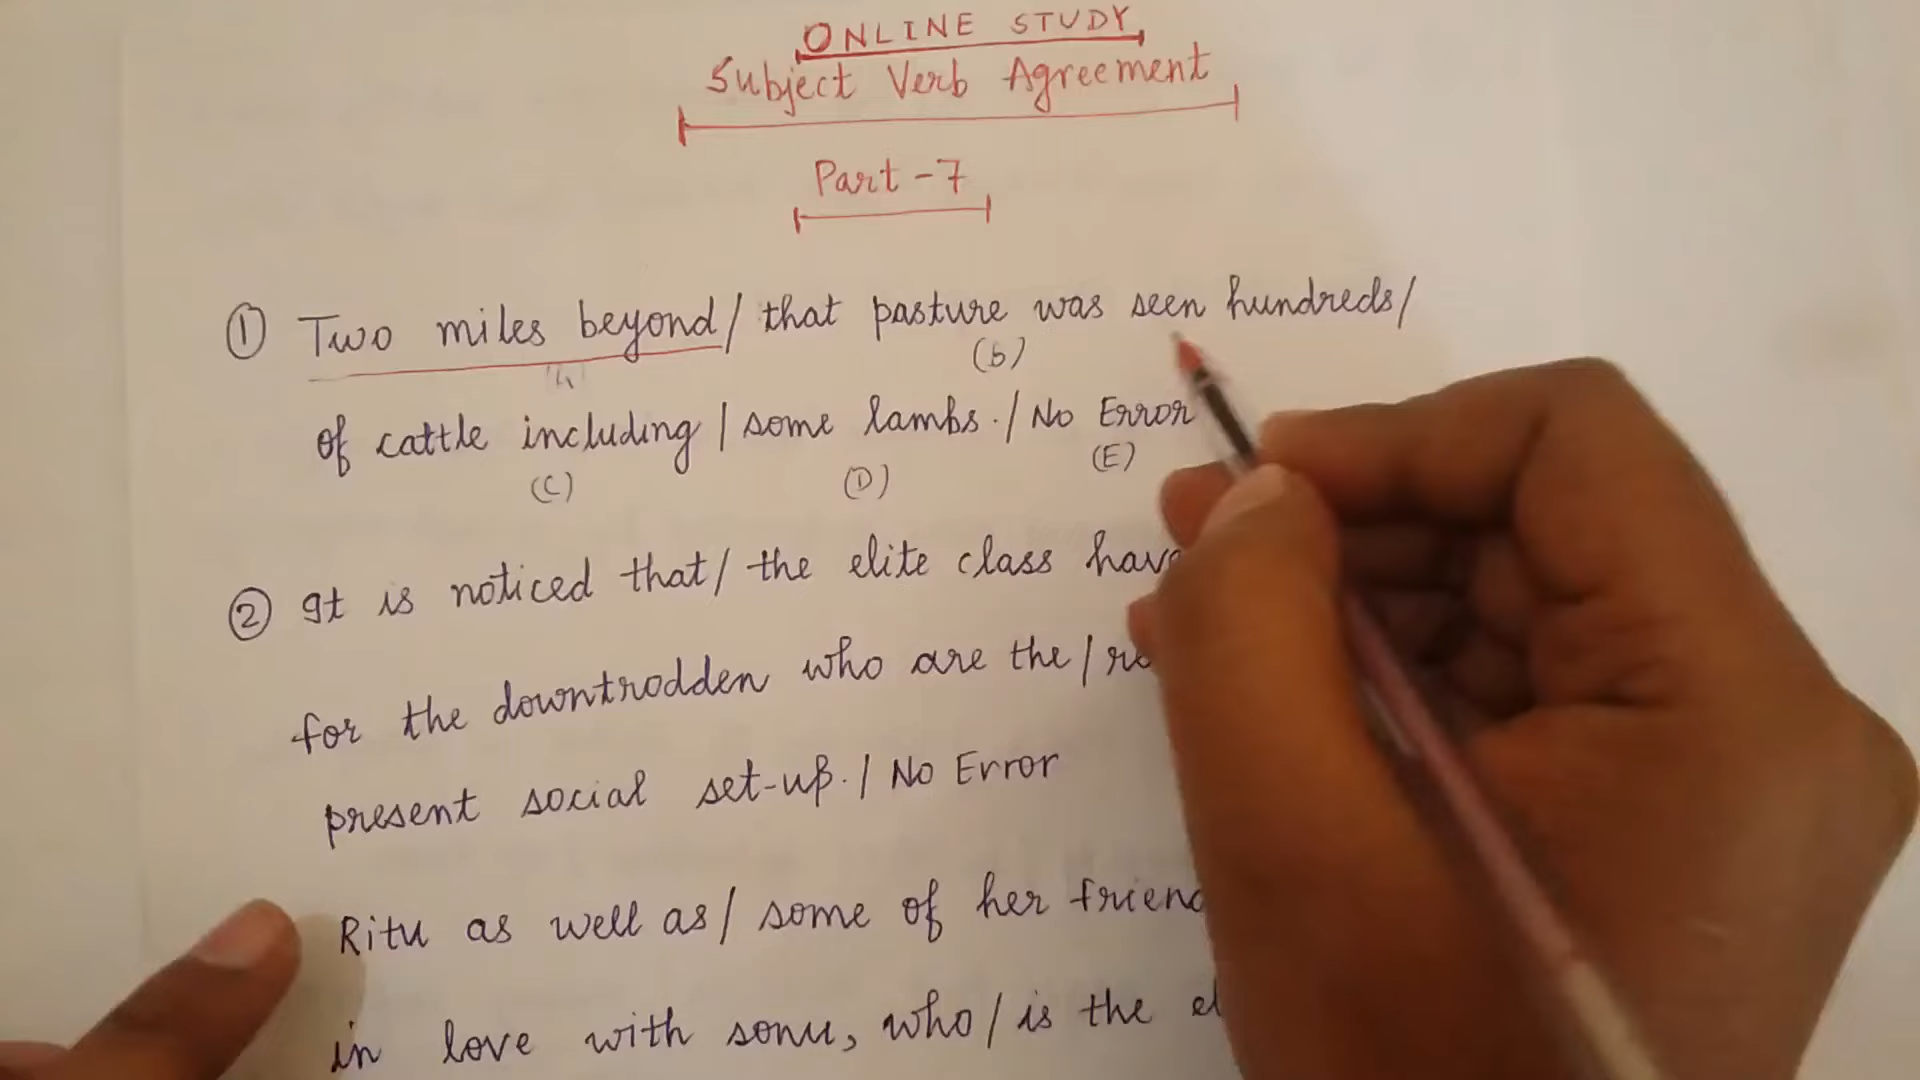 ONLINE STUDY
Subject Verb Agreement
Part-7
① Two miles beyond/ that pasture was seen hundreds/
(b)
of cattle including / some lambs./ No Error
(C) (D) (E)
② It is noticed that/ the elite class
for the downtrodden who are the /
present social set-up./ No Error
Ritu as well as/ some of her
in love with sonu, who/ is the